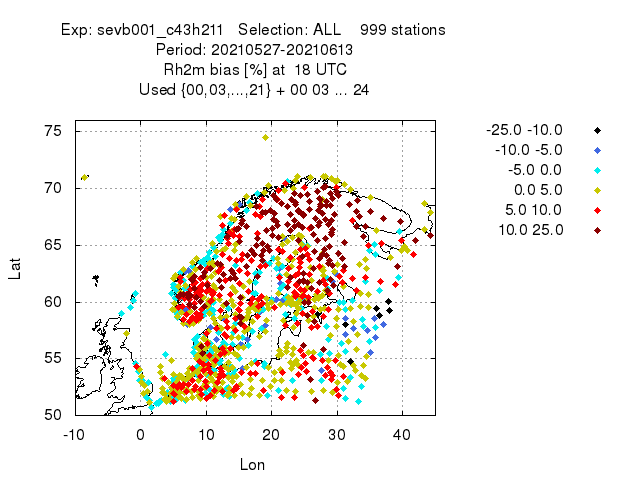 Exp: sevb001_c43h211   Selection: ALL    999 stations
Period: 20210527-20210613
Rh2m bias [%] at  18 UTC
Used {00,03,...,21} + 00 03 ... 24
-25.0 -10.0
-10.0 -5.0
-5.0 0.0
0.0 5.0
5.0 10.0
10.0 25.0
75
70
65
60
55
50
Lat
-10 0 10 20 30 40
Lon